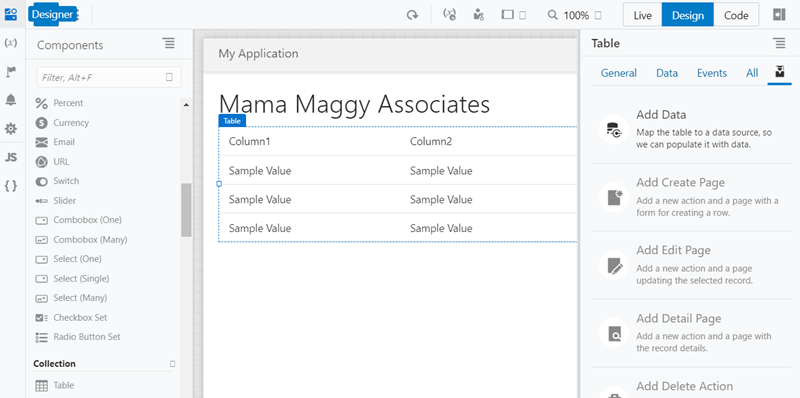 Designer
100%
Live
Design
Code
Components
Filter, Alt+F
Percent
Currency
Email
URL
Switch
Slider
Combobox (One)
Combobox (Many)
Select (One)
Select (Single)
Select (Many)
Checkbox Set
Radio Button Set
Collection
Table
(x)
JS
{ }
My Application
Mama Maggy Associates
Table
Column1 Column2
Sample Value Sample Value
Sample Value Sample Value
Sample Value Sample Value
Table
General Data Events All
Add Data
Map the table to a data source, so
we can populate it with data.
Add Create Page
Add a new action and a page with a
form for creating a row.
Add Edit Page
Add a new action and a page
updating the selected record.
Add Detail Page
Add a new action and a page with
the record details.
Add Delete Action